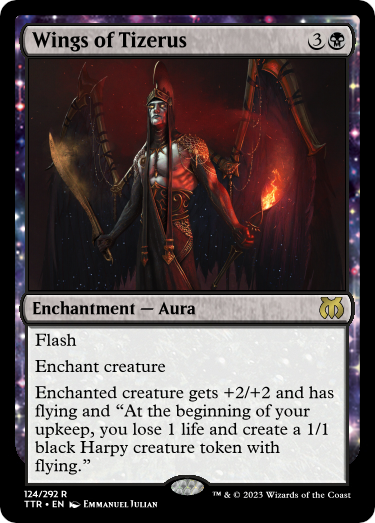 Wings of Tizerus 3
Enchantment — Aura
Flash
Enchant creature
Enchanted creature gets +2/+2 and has
flying and “At the beginning of your
upkeep, you lose 1 life and create a 1/1
black Harpy creature token with
flying.”
124/292 R
TTR • EN Emmanuel Julian
™ & © 2023 Wizards of the Coast